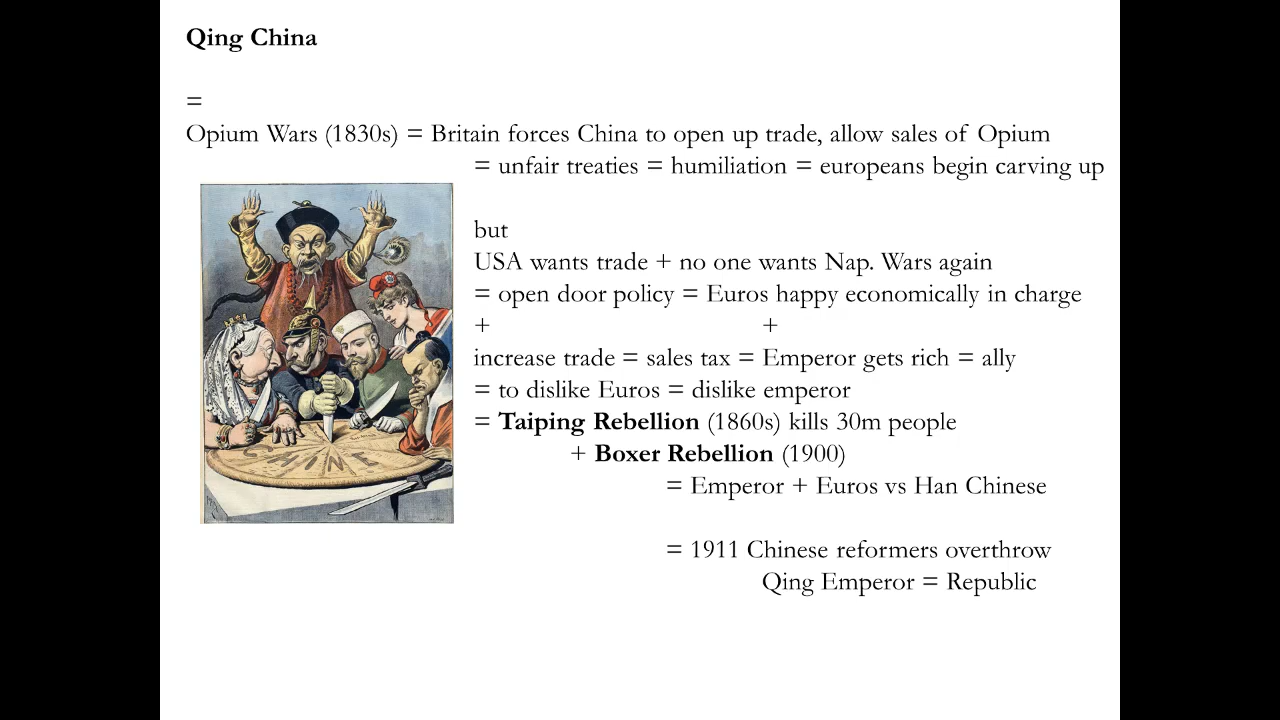 Qing China
=
Opium Wars (1830s) = Britain forces China to open up trade, allow sales of Opium
= unfair treaties = humiliation = europeans begin carving up
but
USA wants trade + no one wants Nap. Wars again
= open door policy = Euros happy economically in charge
+ +
increase trade = sales tax = Emperor gets rich = ally
= to dislike Euros = dislike emperor
= Taiping Rebellion (1860s) kills 30m people
+ Boxer Rebellion (1900)
= Emperor + Euros vs Han Chinese
= 1911 Chinese reformers overthrow
Qing Emperor = Republic
CHINE